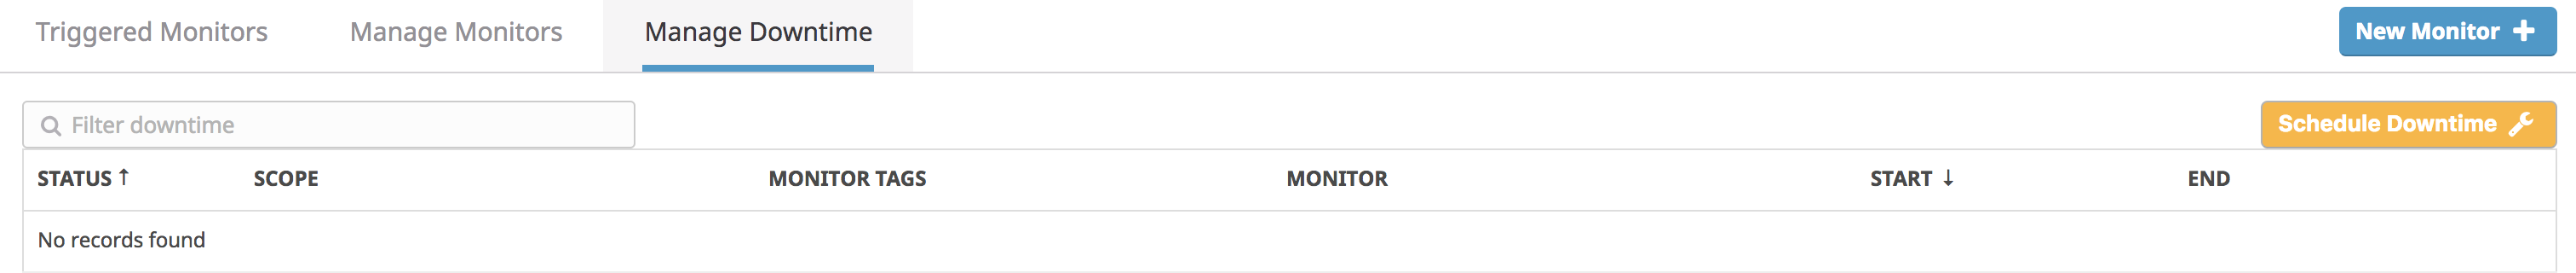 Triggered Monitors Manage Monitors Manage Downtime New Monitor +
Filter downtime Schedule Downtime
STATUS ↑ SCOPE MONITOR TAGS MONITOR START ↓ END
No records found